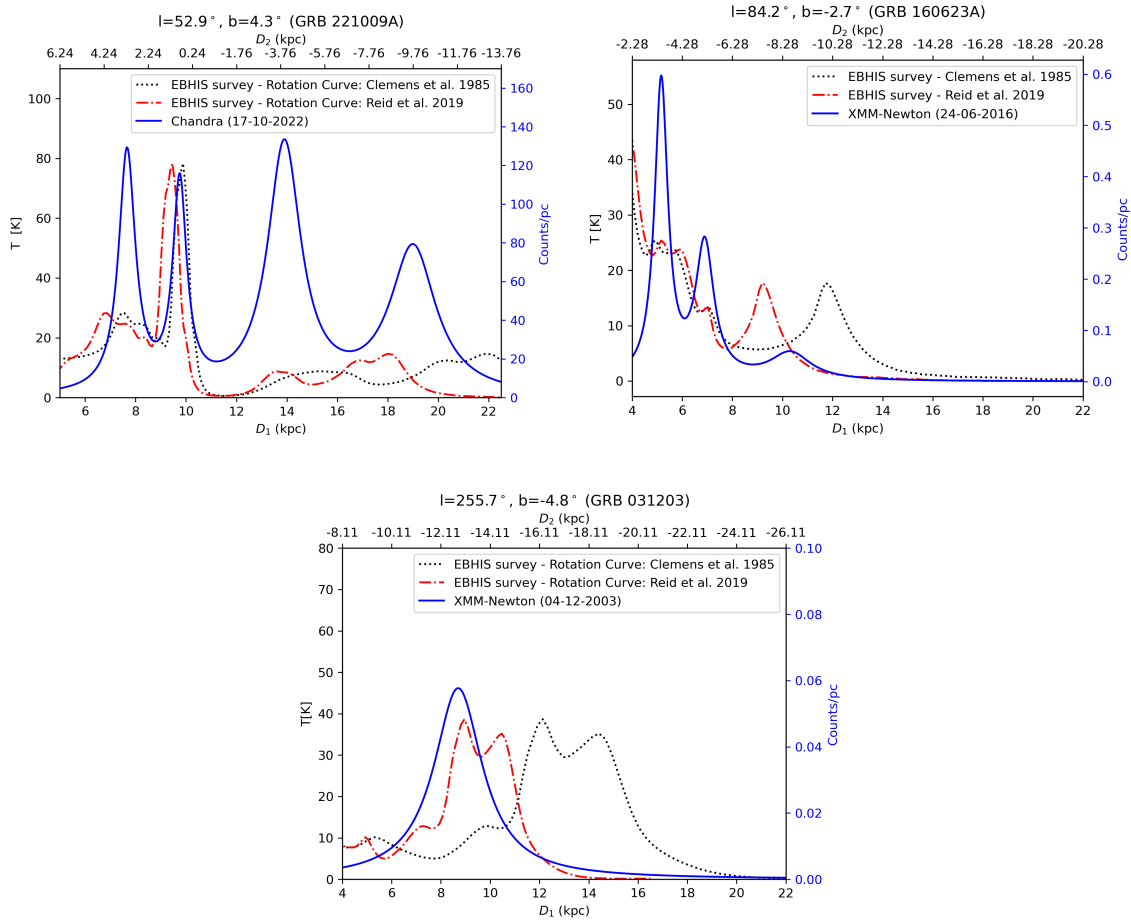 l=52.9°, b=4.3° (GRB 221009A)
D₂ (kpc)
6.24 4.24 2.24 0.24 -1.76 -3.76 -5.76 -7.76 -9.76 -11.76 -13.76
EBHIS survey - Rotation Curve: Clemens et al. 1985
EBHIS survey - Rotation Curve: Reid et al. 2019
Chandra (17-10-2022)
T [K]
100
80
60
40
20
0
160
140
120
100
80
60
40
20
0
Counts/pc
6 8 10 12 14 16 18 20 22
D₁ (kpc)
l=84.2°, b=-2.7° (GRB 160623A)
D₂ (kpc)
-2.28 -4.28 -6.28 -8.28 -10.28 -12.28 -14.28 -16.28 -18.28 -20.28
EBHIS survey - Clemens et al. 1985
EBHIS survey - Reid et al. 2019
XMM-Newton (24-06-2016)
T [K]
50
40
30
20
10
0
0.6
0.5
0.4
0.3
0.2
0.1
0.0
Counts/pc
4 6 8 10 12 14 16 18 20 22
D₁ (kpc)
l=255.7°, b=-4.8° (GRB 031203)
D₂ (kpc)
-8.11 -10.11 -12.11 -14.11 -16.11 -18.11 -20.11 -22.11 -24.11 -26.11
EBHIS survey - Rotation Curve: Clemens et al. 1985
EBHIS survey - Rotation Curve: Reid et al. 2019
XMM-Newton (04-12-2003)
T[K]
80
70
60
50
40
30
20
10
0
0.10
0.08
0.06
0.04
0.02
0.00
Counts/pc
4 6 8 10 12 14 16 18 20 22
D₁ (kpc)